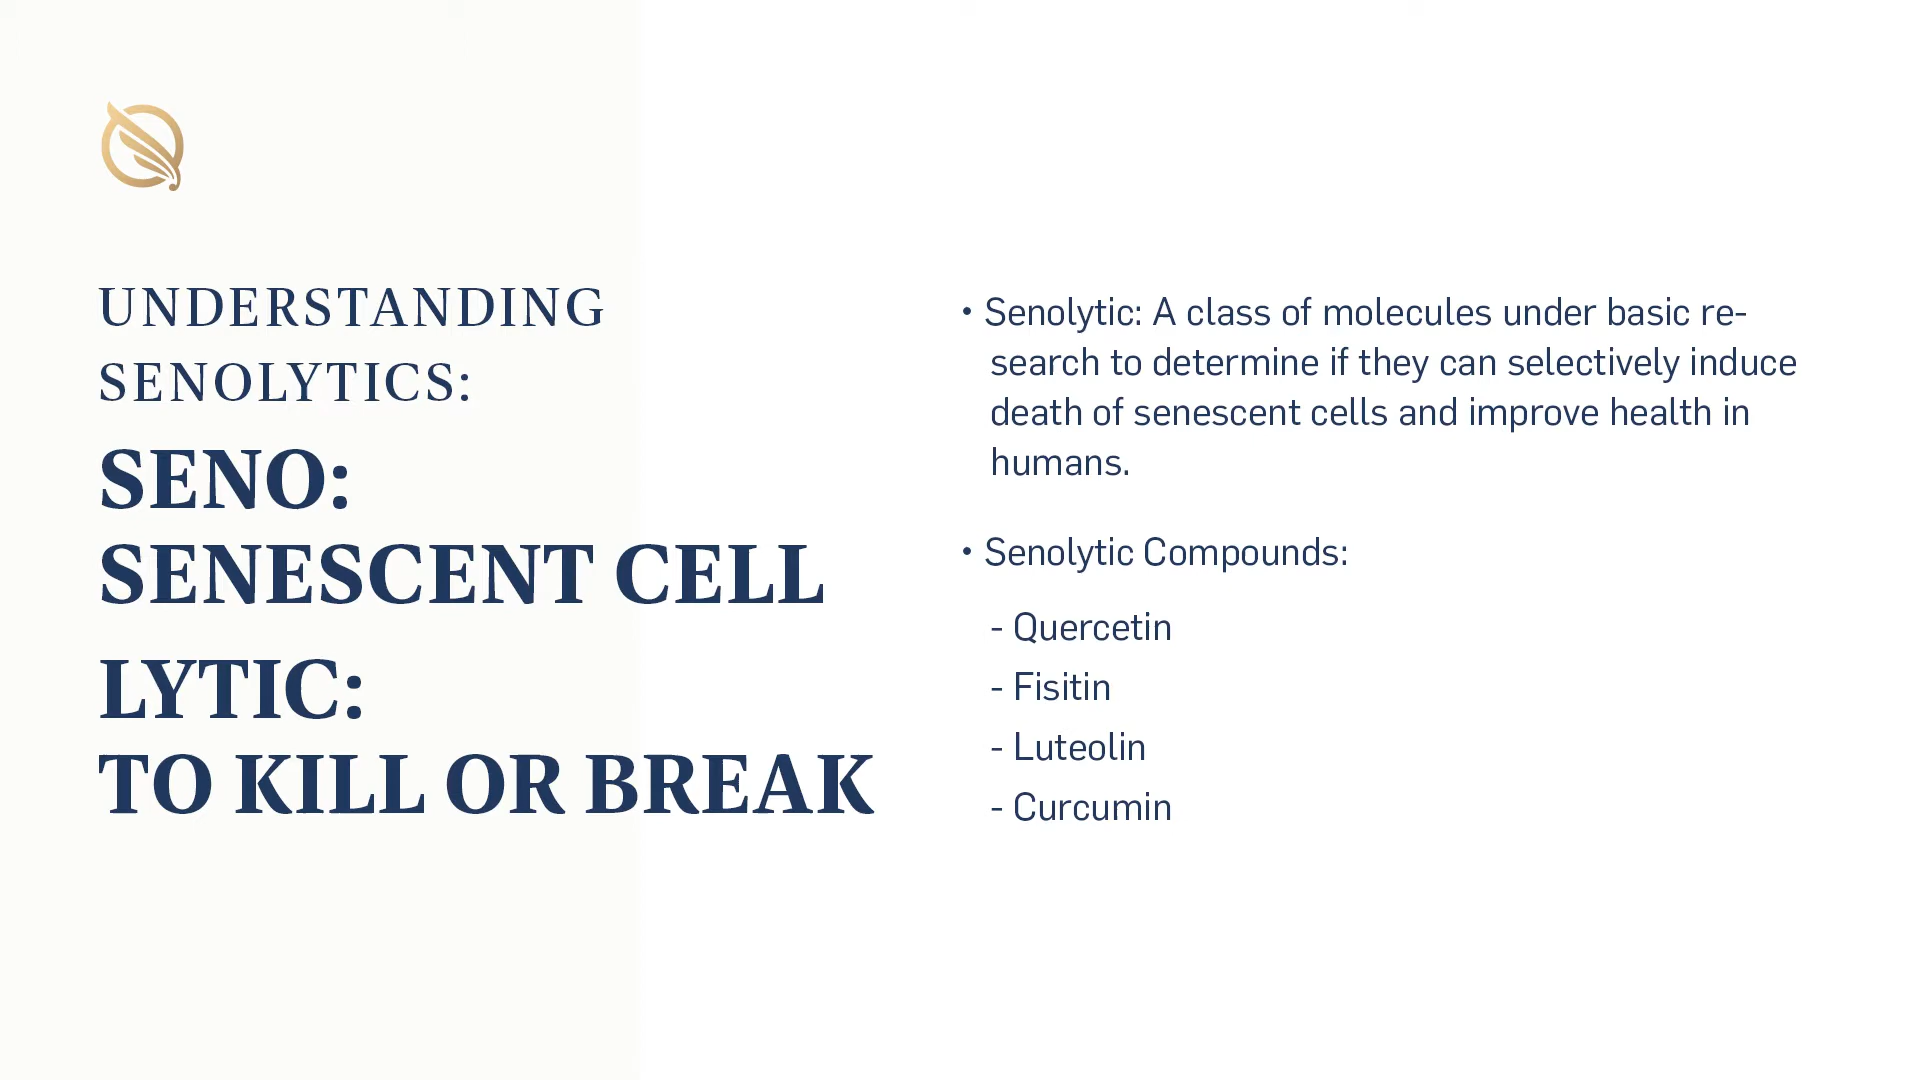 UNDERSTANDING
SENOLYTICS:
SENO:
SENESCENT CELL
LYTIC:
TO KILL OR BREAK
• Senolytic: A class of molecules under basic re-
search to determine if they can selectively induce
death of senescent cells and improve health in
humans.
• Senolytic Compounds:
- Quercetin
- Fisitin
- Luteolin
- Curcumin